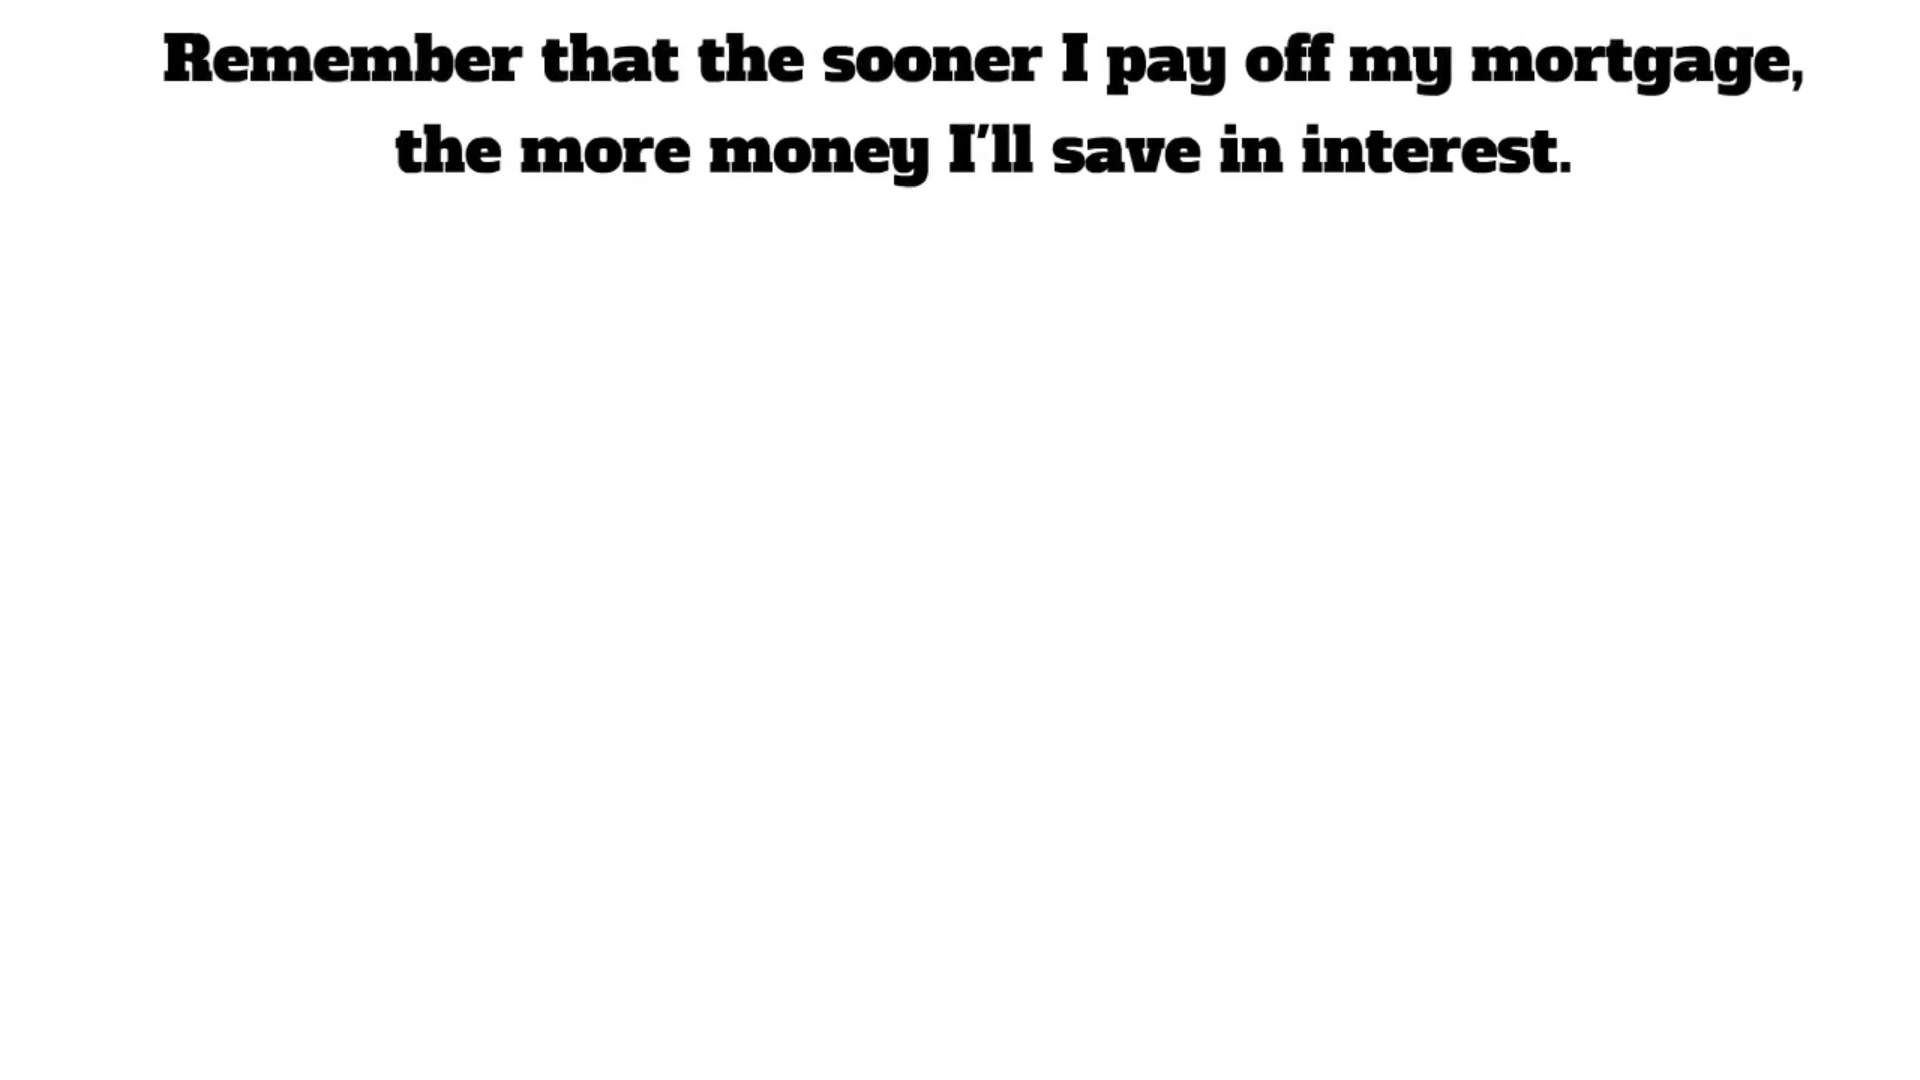 Remember that the sooner I pay off my mortgage,
the more money I'll save in interest.